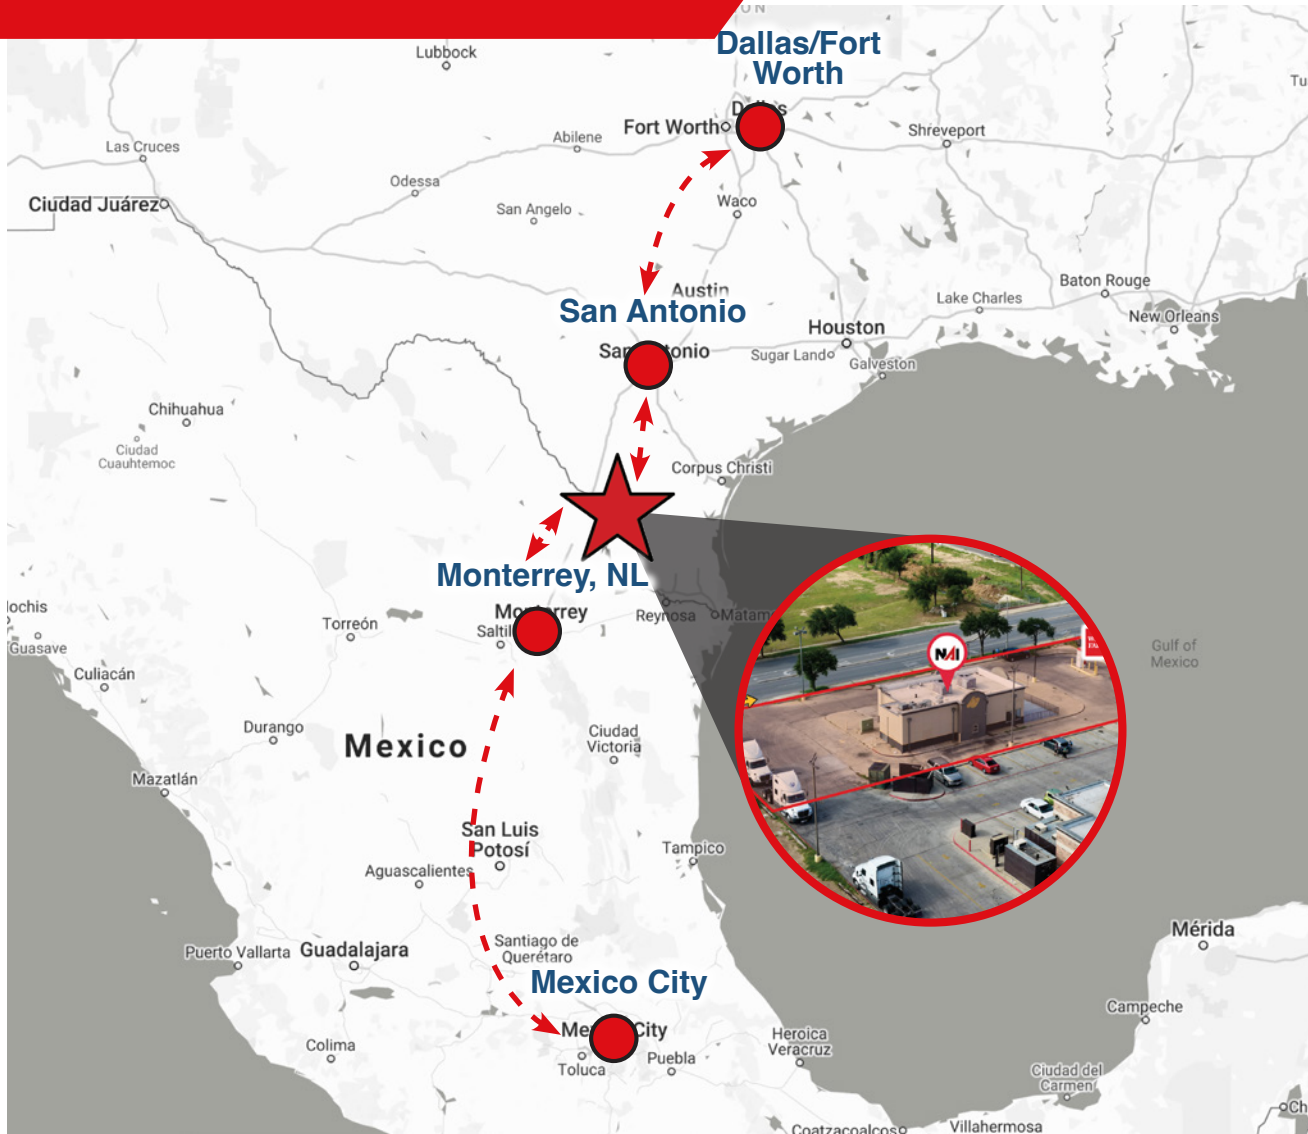 Dallas/Fort
Worth
Lubbock
Fort Worth
Abilene
Shreveport
Las Cruces
Odessa
Ciudad Juárez
San Angelo
Waco
Austin
Baton Rouge
Lake Charles
New Orleans
San Antonio
Houston
Sugar Land
Galveston
Chihuahua
Ciudad
Cuauhtemoc
Corpus Christi
Monterrey, NL
Reynosa
Torreón
Guasave
Culiacán
NAI
Gulf of
Mexico
Durango
Mexico
Ciudad
Victoria
Mazatlán
San Luis
Potosí
Aguascalientes
Tampico
Puerto Vallarta
Guadalajara
Santiago de
Querétaro
Mérida
Mexico City
Campeche
Colima
Toluca
Puebla
Heroica
Veracruz
Ciudad del
Carmen
Coatzacoalcos
Villahermosa